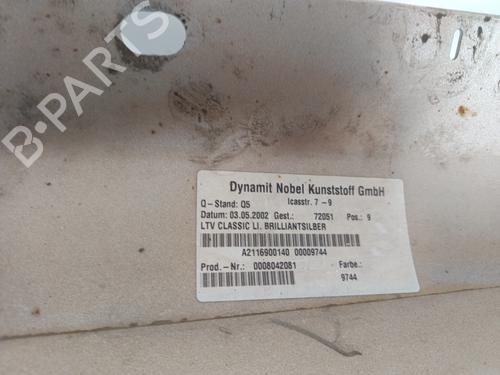 B-PARTS
Dynamit Nobel Kunststoff GmbH
Icasstr. 7 - 9
Q-Stand: Q5
Datum: 03.05.2002 Gest.: 72051 Pos.: 9
LTV CLASSIC LI. BRILLIANTSILBER
A2116900140 00009744
Prod.-Nr.: 0008042081 Farbe.:
9744